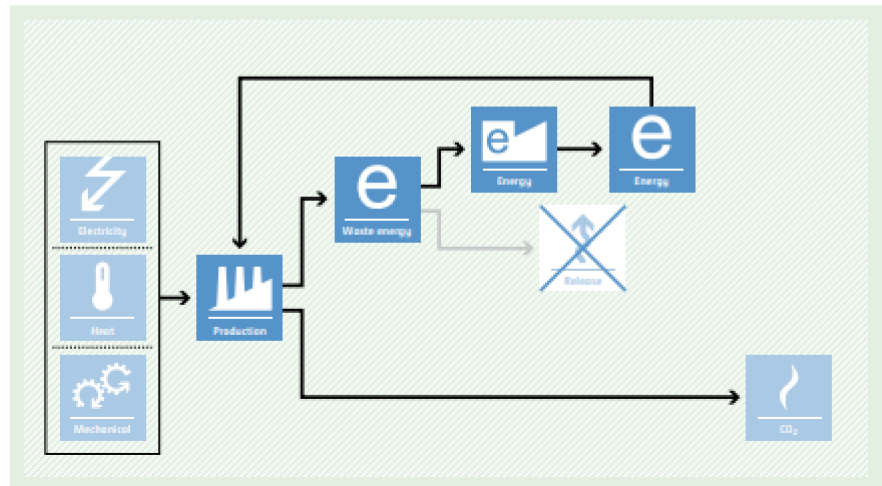 Electricity
Heat
Mechanical
Production
e
Waste energy
e
Energy
e
Energy
Release
CO₂